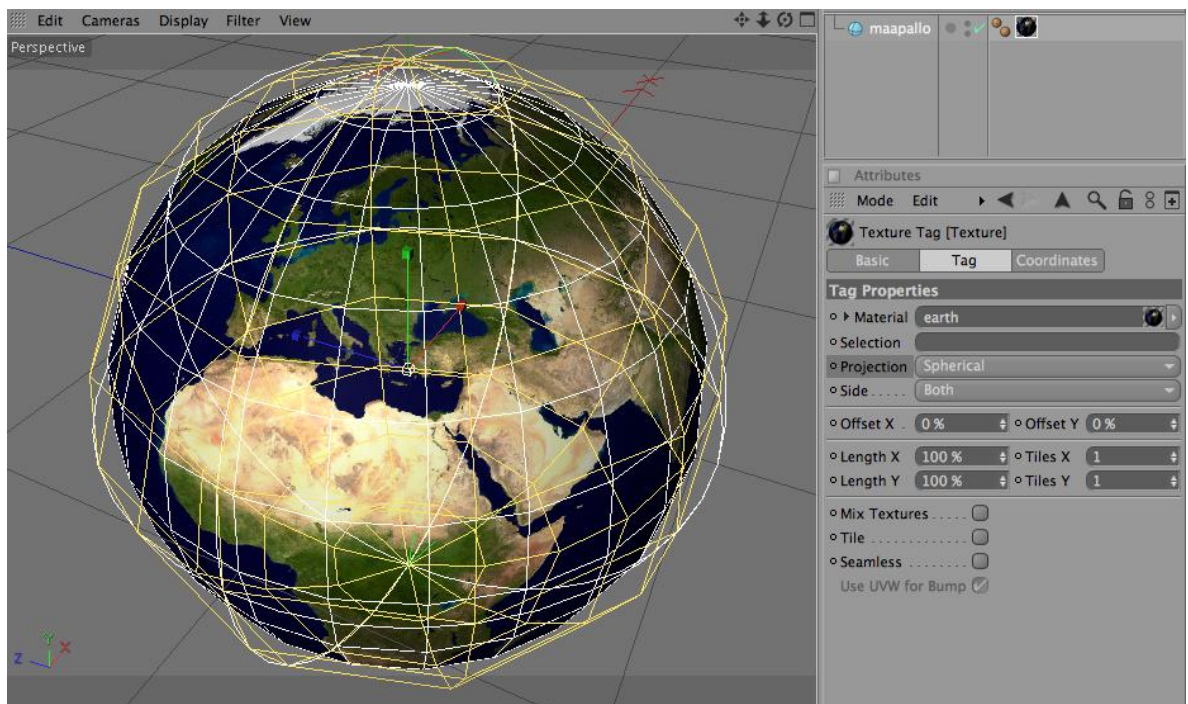 Edit Cameras Display Filter View
Perspective
Y
X
Z
maapallo
Attributes
Mode Edit
Texture Tag [Texture]
Basic Tag Coordinates
Tag Properties
Material earth
Selection
Projection Spherical
Side . . . . . Both
Offset X . 0 % Offset Y 0 %
Length X 100 % Tiles X 1
Length Y 100 % Tiles Y 1
Mix Textures . . . . .
Tile . . . . . . . . . . . . .
Seamless . . . . . . . .
Use UVW for Bump